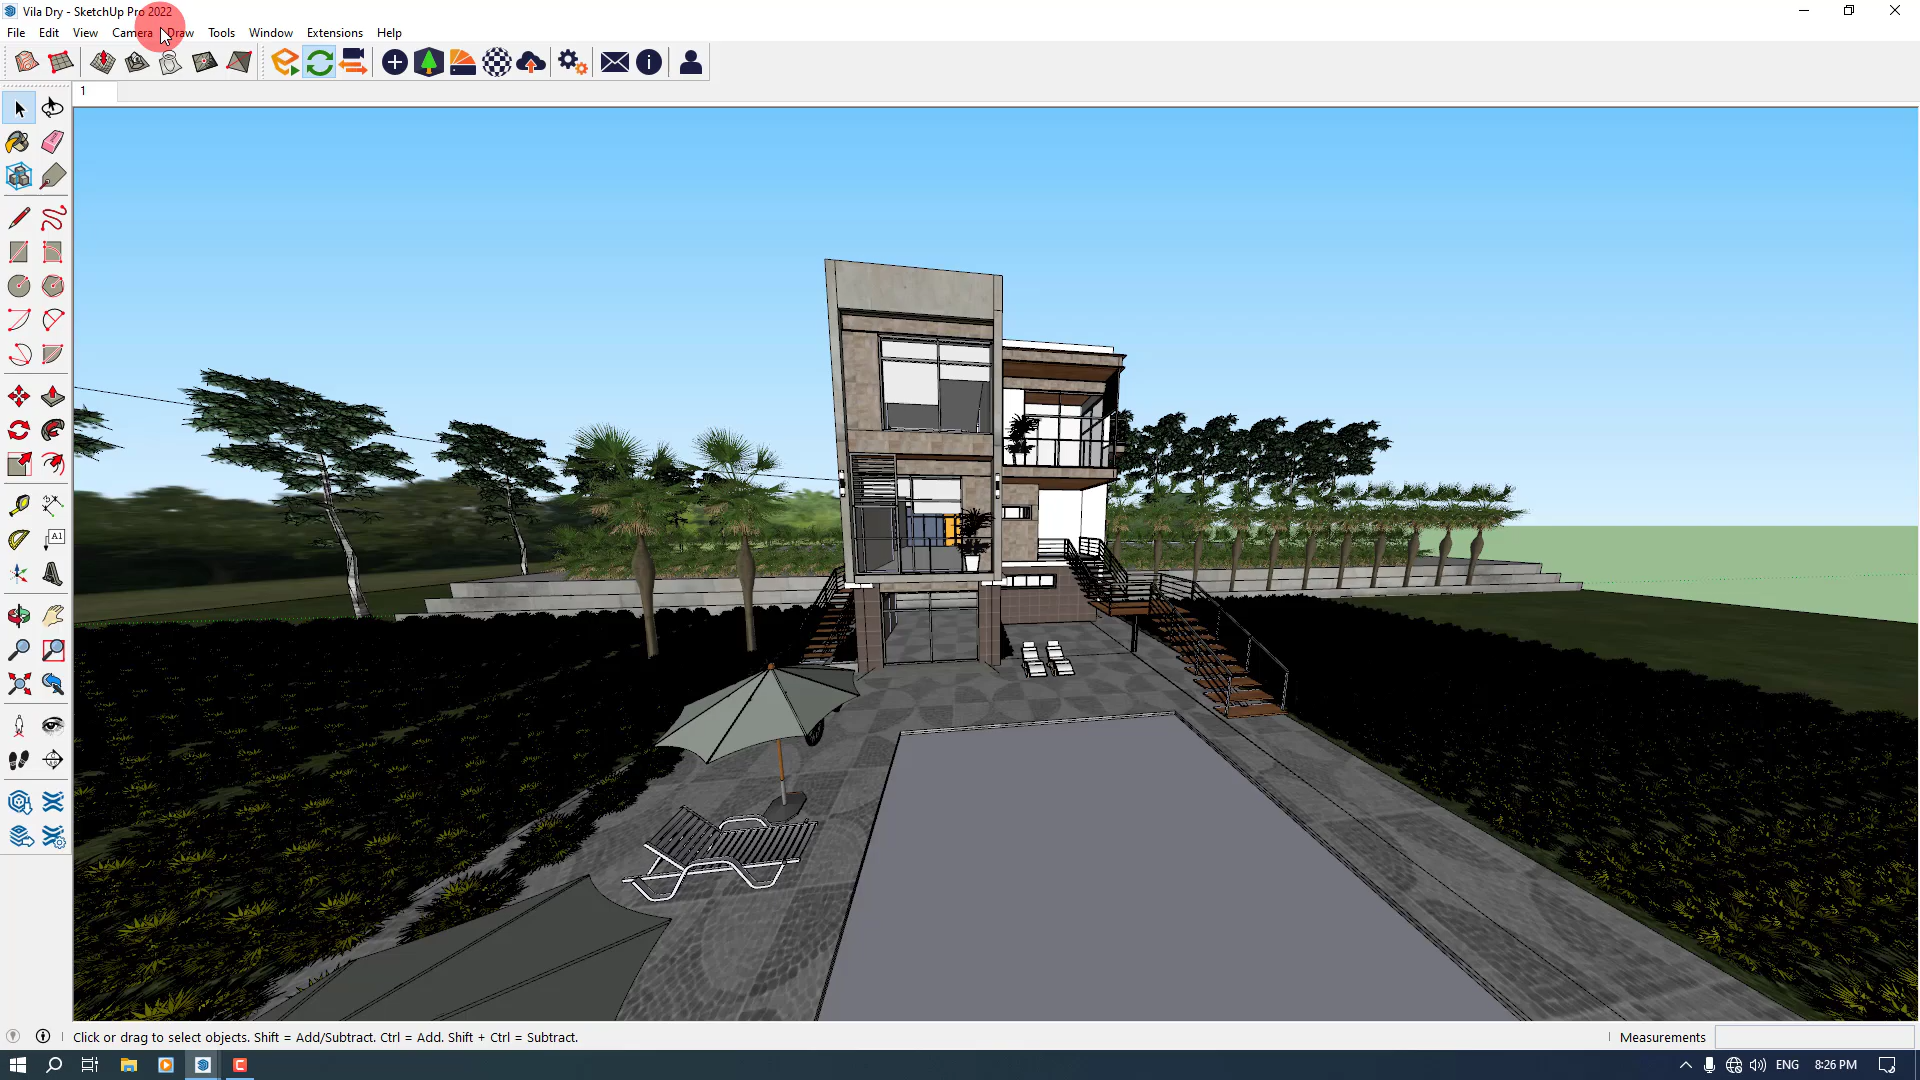 Vila Dry - SketchUp Pro 2022
File Edit View Camera Draw Tools Window Extensions Help
1
A1
Click or drag to select objects. Shift = Add/Subtract. Ctrl = Add. Shift + Ctrl = Subtract.
Measurements
ENG 8:26 PM